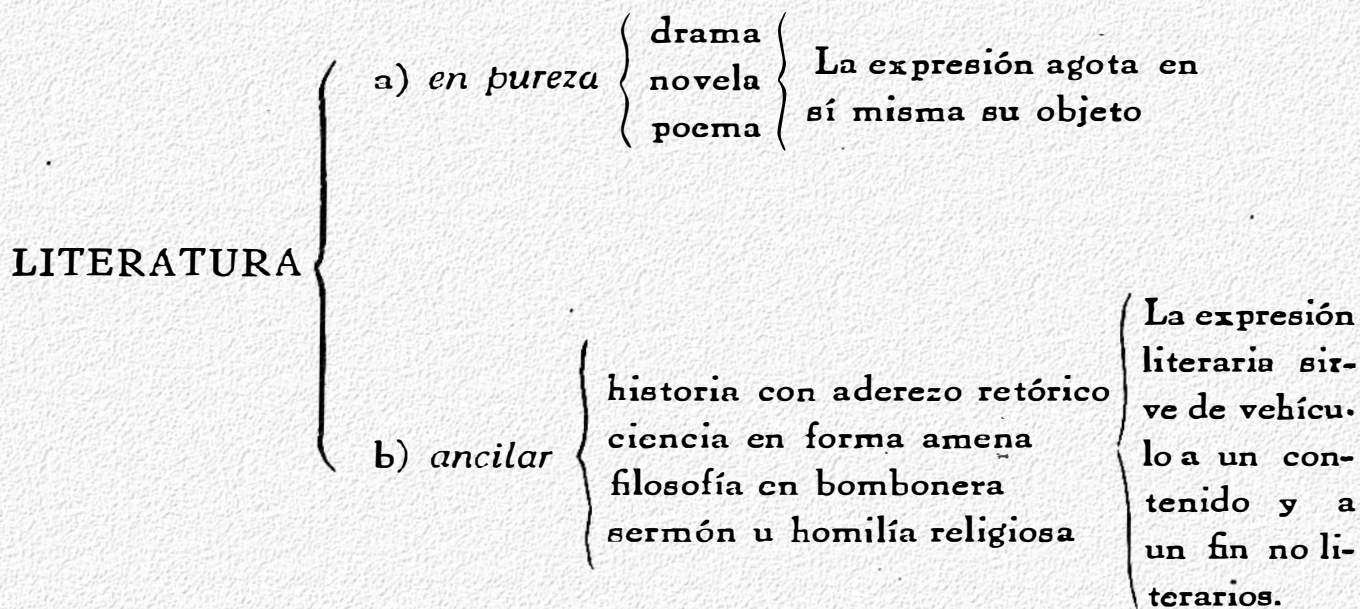 LITERATURA
a) en pureza
drama
novela
poema
La expresión agota en
sí misma su objeto
b) ancilar
historia con aderezo retórico
ciencia en forma amena
filosofía en bombonera
sermón u homilía religiosa
La expresión
literaria sir-
ve de vehícu-
lo a un con-
tenido y a
un fin no li-
terarios.